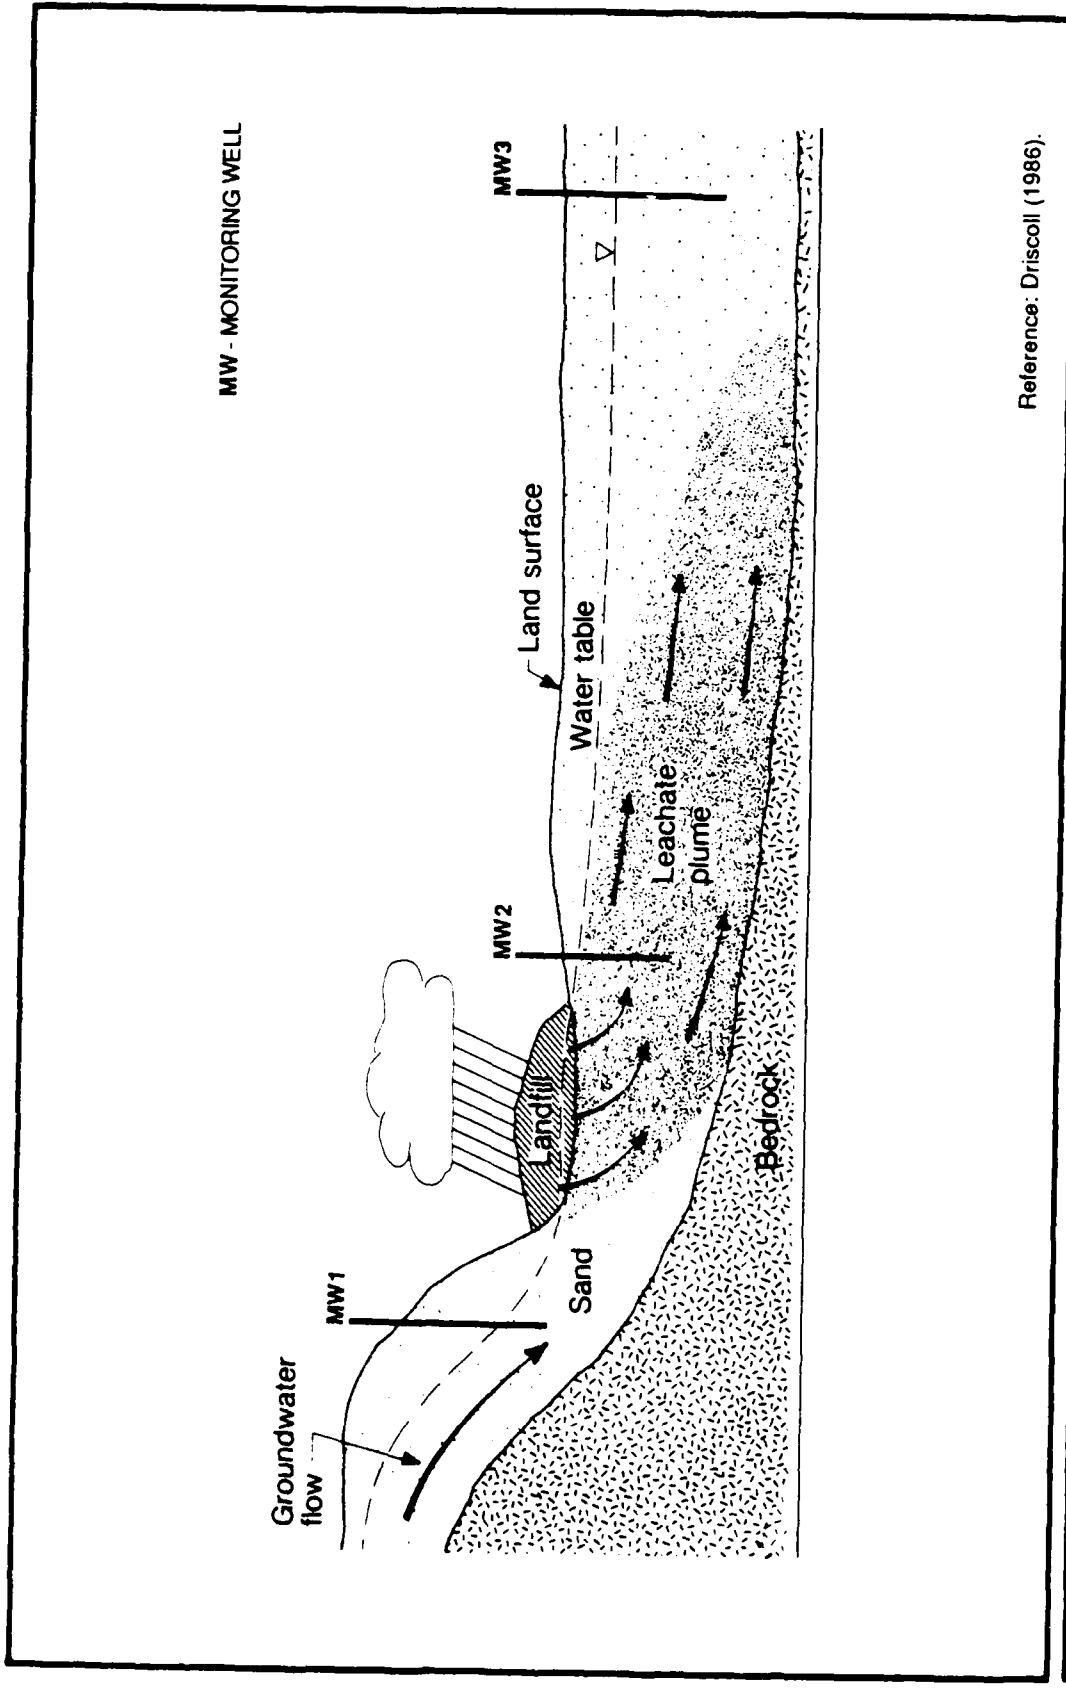 MW - MONITORING WELL
Groundwater
flow
MW1
Sand
Landfill
MW2
Land surface
Water table
Leachate
plume
Bedrock
MW3
Reference: Driscoll (1986).